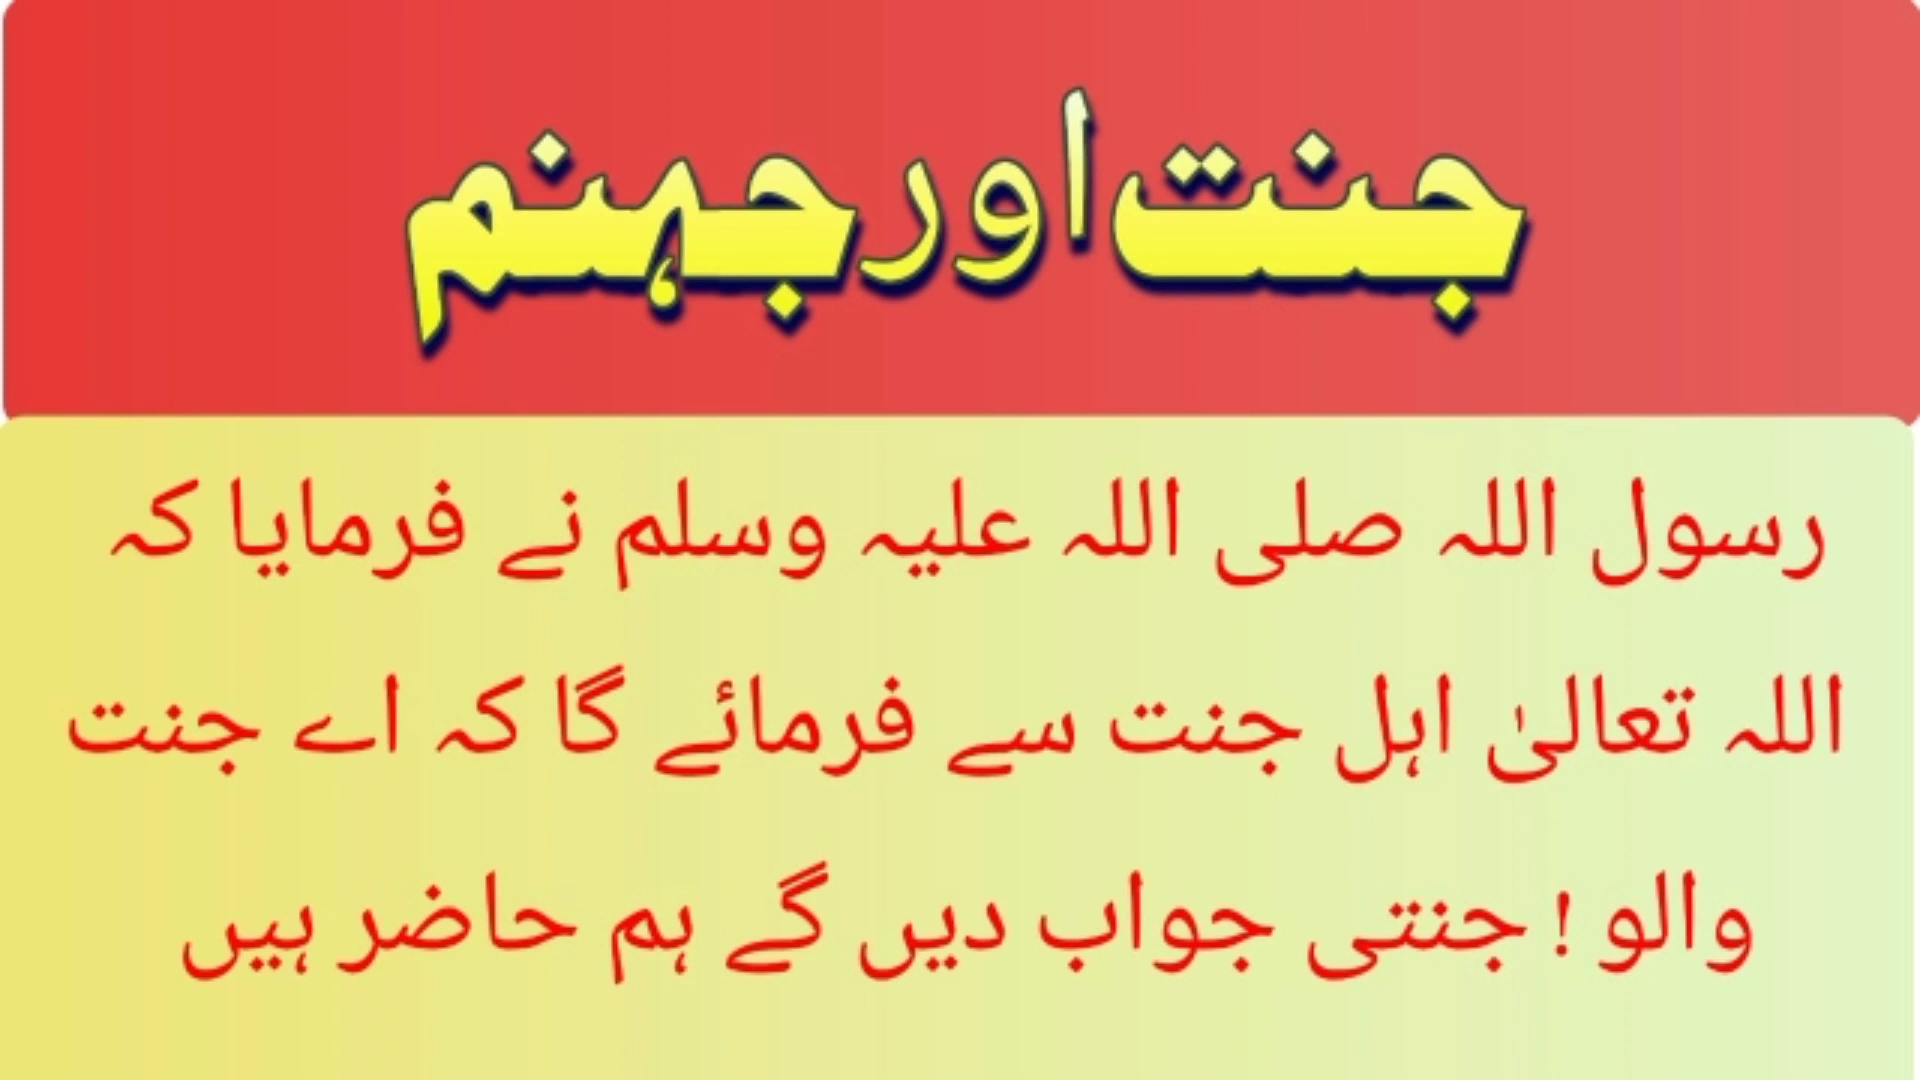 جنت اور جہنم
رسول اللہ صلی اللہ علیہ وسلم نے فرمایا کہ
اللہ تعالیٰ اہل جنت سے فرمائے گا کہ اے جنت
والو ! جنتی جواب دیں گے ہم حاضر ہیں